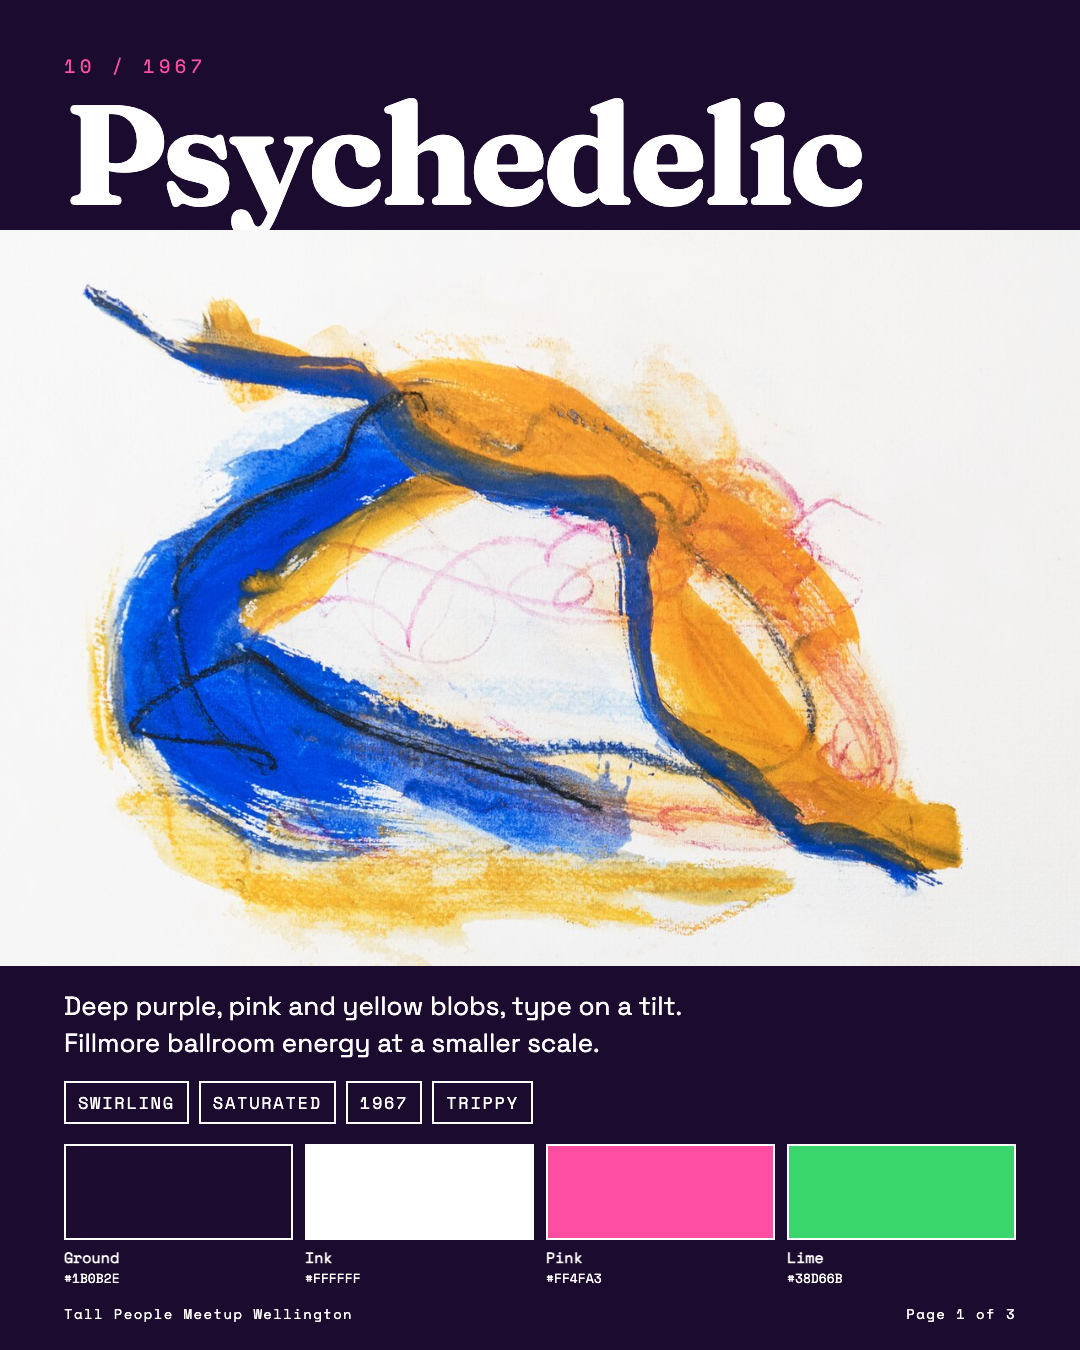 10 / 1967
Psychedelic
Deep purple, pink and yellow blobs, type on a tilt.
Fillmore ballroom energy at a smaller scale.
SWIRLING SATURATED 1967 TRIPPY
Ground Ink Pink Lime
#1B0B2E #FFFFFF #FF4FA3 #38D66B
Tall People Meetup Wellington Page 1 of 3